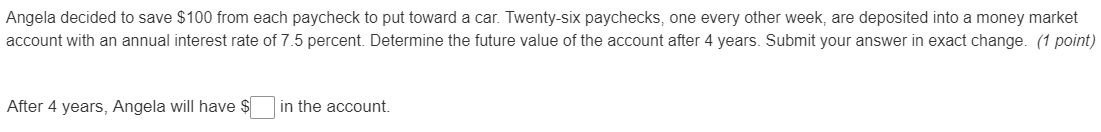 Angela decided to save $100 from each paycheck to put toward a car. Twenty-six paychecks, one every other week, are deposited into a money market
account with an annual interest rate of 7.5 percent. Determine the future value of the account after 4 years. Submit your answer in exact change. (1 point)
After 4 years, Angela will have $ in the account.